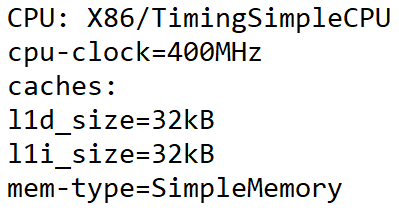 CPU: X86/TimingSimpleCPU
cpu-clock=400MHz
caches:
l1d_size=32kB
l1i_size=32kB
mem-type=SimpleMemory